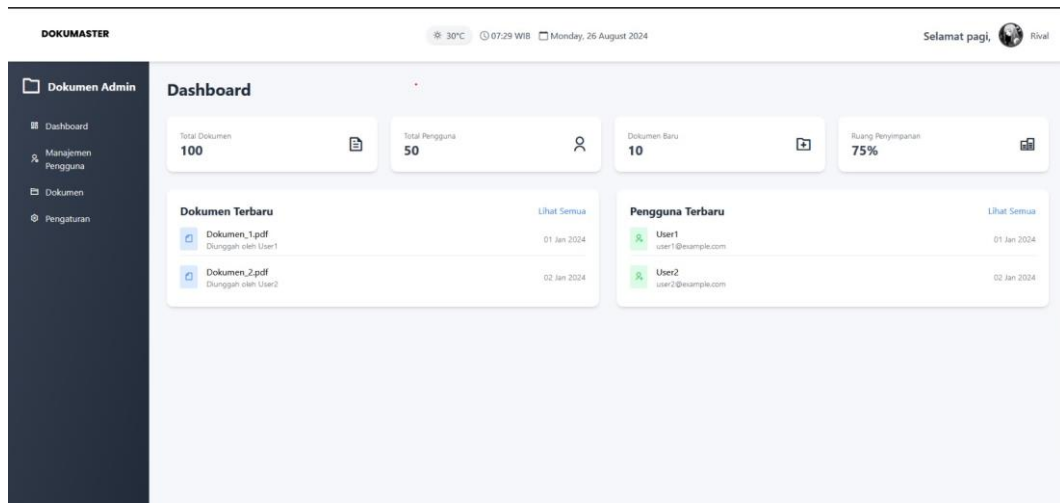 DOKUMASTER
30°C 07:29 WIB Monday, 26 August 2024
Selamat pagi, Rival
Dokumen Admin
Dashboard
Manajemen
Pengguna
Dokumen
Pengaturan
Dashboard
Total Dokumen
100
Total Pengguna
50
Dokumen Baru
10
Ruang Penyimpanan
75%
Dokumen Terbaru Lihat Semua
Dokumen_1.pdf
Diunggah oleh User1
01 Jan 2024
Dokumen_2.pdf
Diunggah oleh User2
02 Jan 2024
Pengguna Terbaru Lihat Semua
User1
user1@example.com
01 Jan 2024
User2
user2@example.com
02 Jan 2024